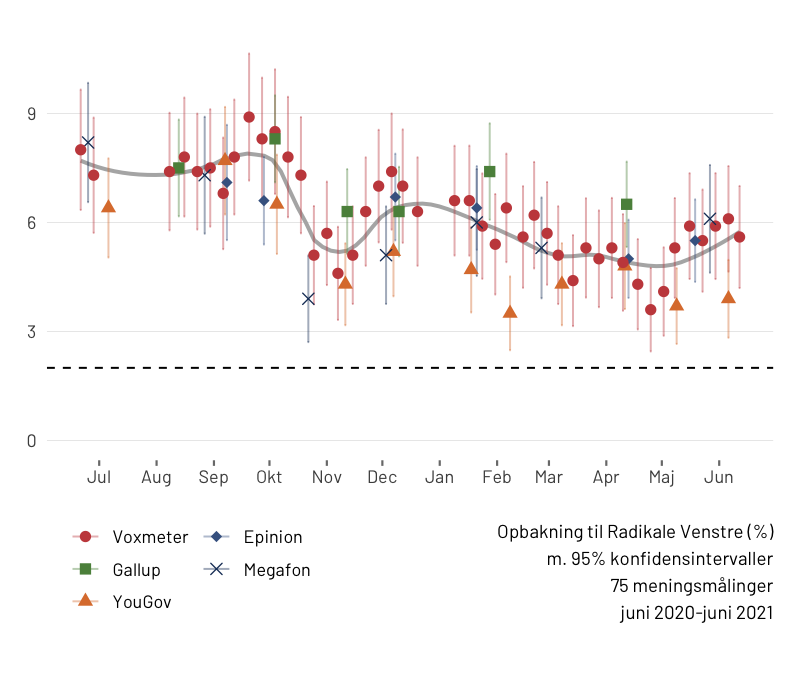 9
6
3
0
Jul Aug Sep Okt Nov Dec Jan Feb Mar Apr Maj Jun
Voxmeter
Gallup
YouGov
Epinion
Megafon
Opbakning til Radikale Venstre (%)
m. 95% konfidensintervaller
75 meningsmålinger
juni 2020-juni 2021